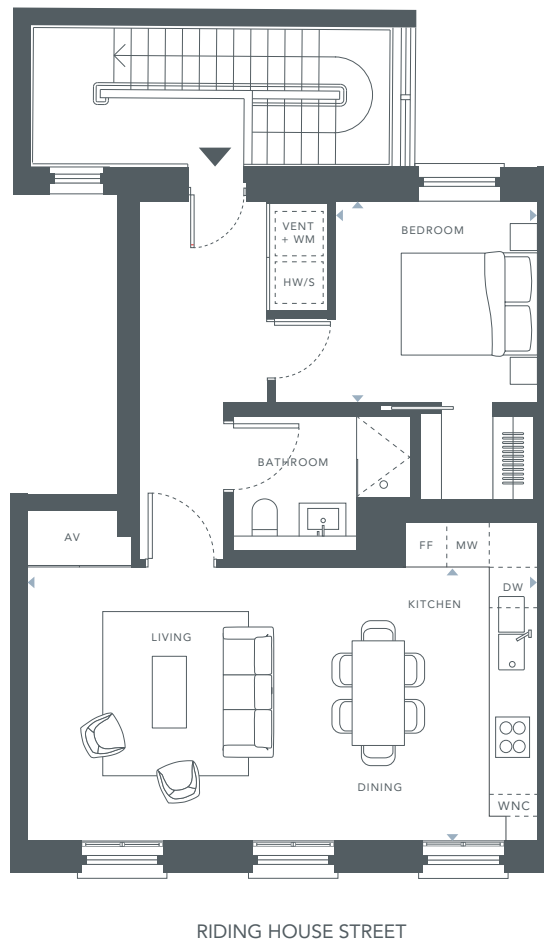 BEDROOM
VENT
+ WM
HW/S
BATHROOM
AV
FF MW
DW
KITCHEN
LIVING
DINING
WNC
RIDING HOUSE STREET